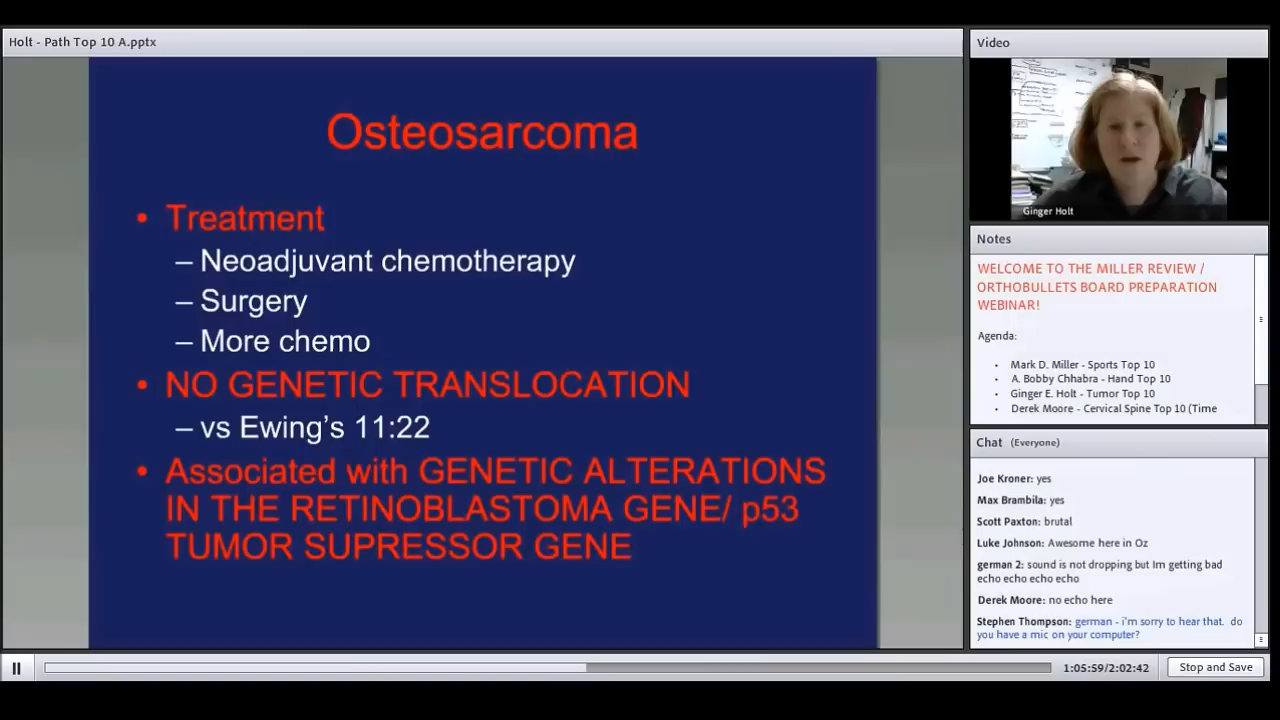 Holt - Path Top 10 A.pptx
Osteosarcoma
• Treatment
– Neoadjuvant chemotherapy
– Surgery
– More chemo
• NO GENETIC TRANSLOCATION
– vs Ewing's 11:22
• Associated with GENETIC ALTERATIONS
IN THE RETINOBLASTOMA GENE/ p53
TUMOR SUPRESSOR GENE
Video
Ginger Holt
Notes
WELCOME TO THE MILLER REVIEW /
ORTHOBULLETS BOARD PREPARATION
WEBINAR!
Agenda:
• Mark D. Miller - Sports Top 10
• A. Bobby Chhabra - Hand Top 10
• Ginger E. Holt - Tumor Top 10
• Derek Moore - Cervical Spine Top 10 (Time
Chat (Everyone)
Joe Kroner: yes
Max Brambila: yes
Scott Paxton: brutal
Luke Johnson: Awesome here in Oz
german 2: sound is not dropping but Im getting bad
echo echo echo echo
Derek Moore: no echo here
Stephen Thompson: german - i'm sorry to hear that. do
you have a mic on your computer?
1:05:59/2:02:42
Stop and Save